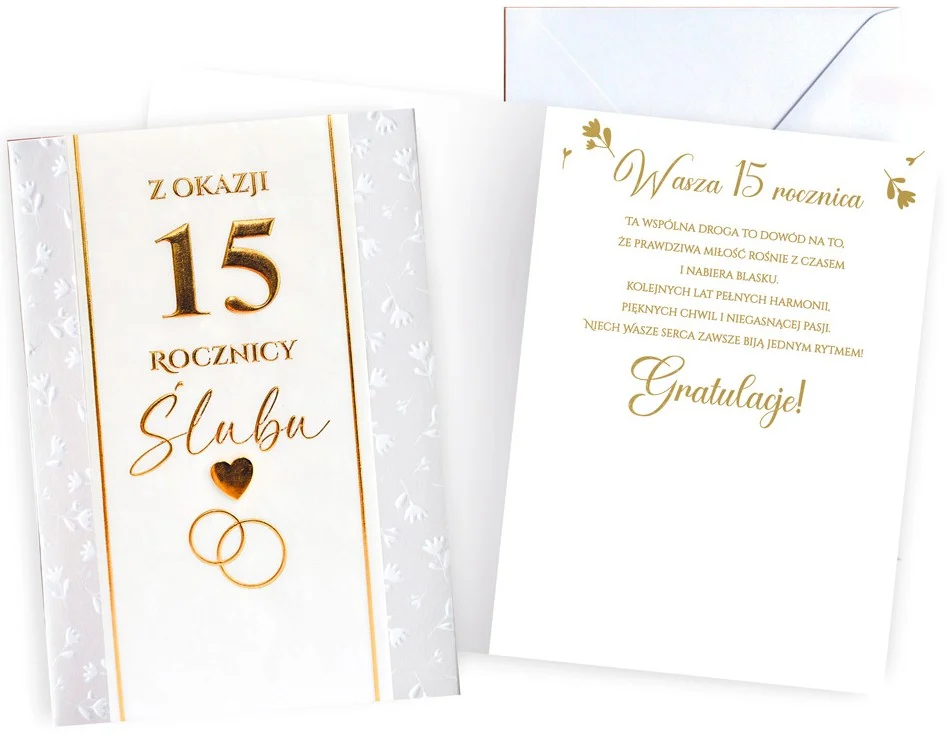 Z OKAZJI
15
ROCZNICY
Ślubu
Wasza 15 rocznica
TA WSPÓLNA DROGA TO DOWÓD NA TO,
ŻE PRAWDZIWA MIŁOŚĆ ROŚNIE Z CZASEM
I NABIERA BLASKU.
KOLEJNYCH LAT PEŁNYCH HARMONII,
PIĘKNYCH CHWIL I NIEGASNĄCEJ PASJI.
NIECH WASZE SERCA ZAWSZE BIJĄ JEDNYM RYTMEM!
Gratulacje!